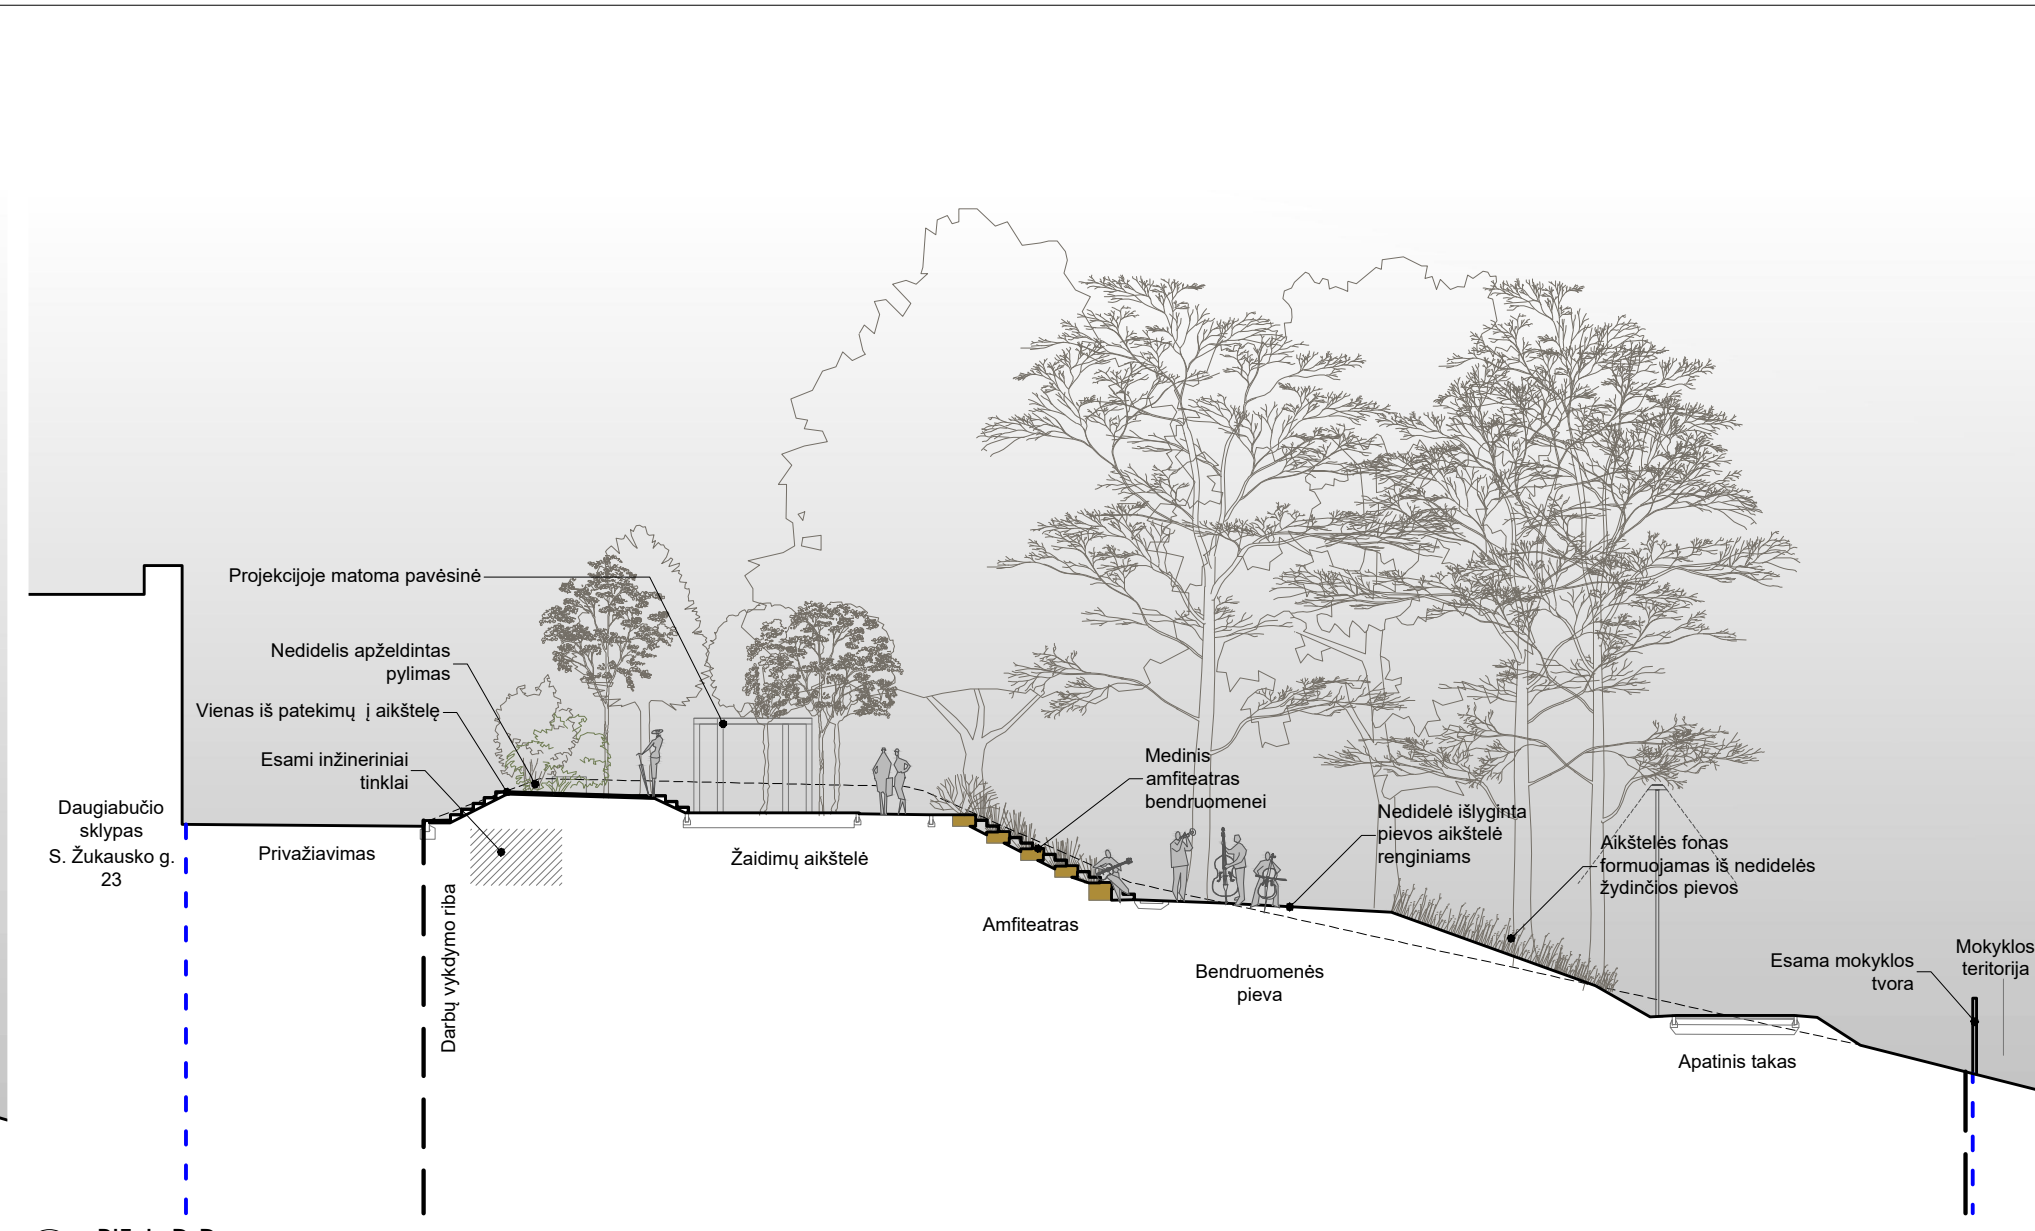 Projekcijoje matoma pavėsinė
Nedidelis apželdintas
pylimas
Vienas iš patekimų į aikštelę
Esami inžineriniai
tinklai
Daugiabučio
sklypas
S. Žukausko g.
23
Privažiavimas
Darbų vykdymo riba
Žaidimų aikštelė
Medinis
amfiteatras
bendruomenei
Amfiteatras
Nedidelė išlyginta
pievos aikštelė
renginiams
Bendruomenės
pieva
Aikštelės fonas
formuojamas iš nedidelės
žydinčios pievos
Apatinis takas
Esama mokyklos
tvora
Mokyklos
teritorija